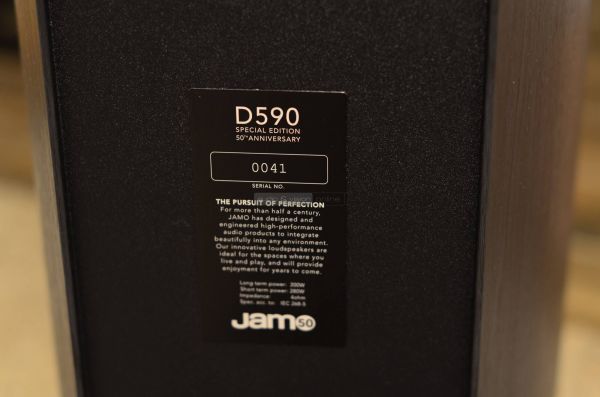 D590
SPECIAL EDITION
50TH ANNIVERSARY
0041
SERIAL NO.
THE PURSUIT OF PERFECTION
For more than half a century,
JAMO has designed and
engineered high-performance
audio products to integrate
beautifully into any environment.
Our innovative loudspeakers are
ideal for the spaces where you
live and play, and will provide
enjoyment for years to come.
Long term power: 200W
Short term power: 280W
Impedance: 4ohm
Spec. acc. to: IEC 268-5
Jamo 50